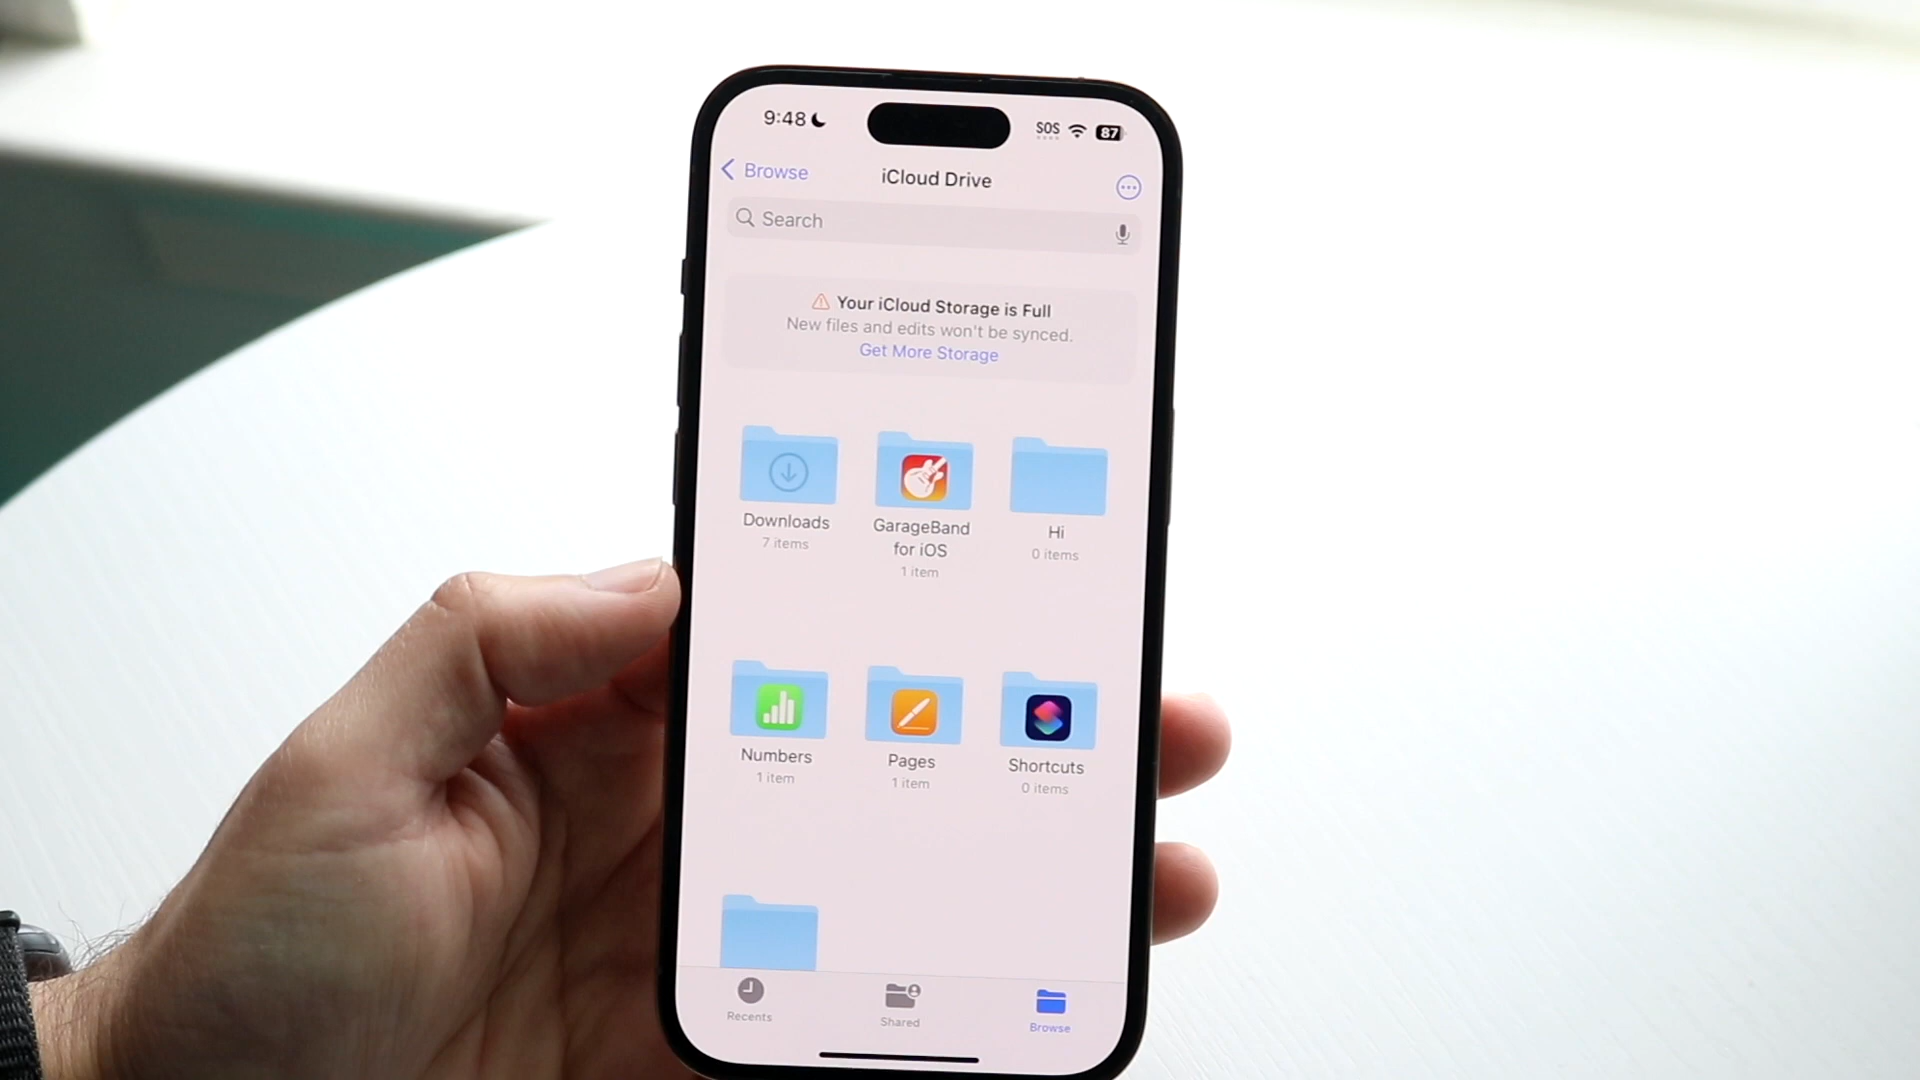 9:48
SOS
87
Browse
iCloud Drive
Search
Your iCloud Storage is Full
New files and edits won't be synced.
Get More Storage
Downloads
7 items
GarageBand
for iOS
1 item
Hi
0 items
Numbers
1 item
Pages
1 item
Shortcuts
0 items
Recents
Shared
Browse